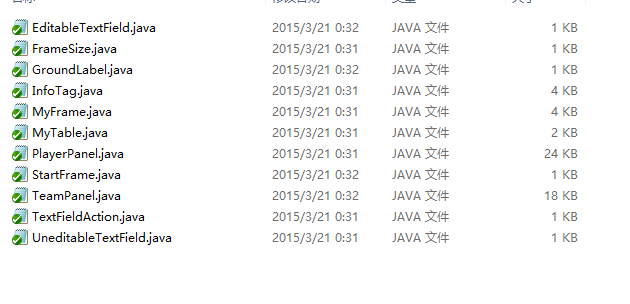 EditableTextField.java 2015/3/21 0:32 JAVA 文件 1 KB
FrameSize.java 2015/3/21 0:31 JAVA 文件 1 KB
GroundLabel.java 2015/3/21 0:32 JAVA 文件 1 KB
InfoTag.java 2015/3/21 0:31 JAVA 文件 4 KB
MyFrame.java 2015/3/21 0:31 JAVA 文件 4 KB
MyTable.java 2015/3/21 0:31 JAVA 文件 2 KB
PlayerPanel.java 2015/3/21 0:31 JAVA 文件 24 KB
StartFrame.java 2015/3/21 0:32 JAVA 文件 1 KB
TeamPanel.java 2015/3/21 0:32 JAVA 文件 18 KB
TextFieldAction.java 2015/3/21 0:31 JAVA 文件 1 KB
UneditableTextField.java 2015/3/21 0:31 JAVA 文件 1 KB